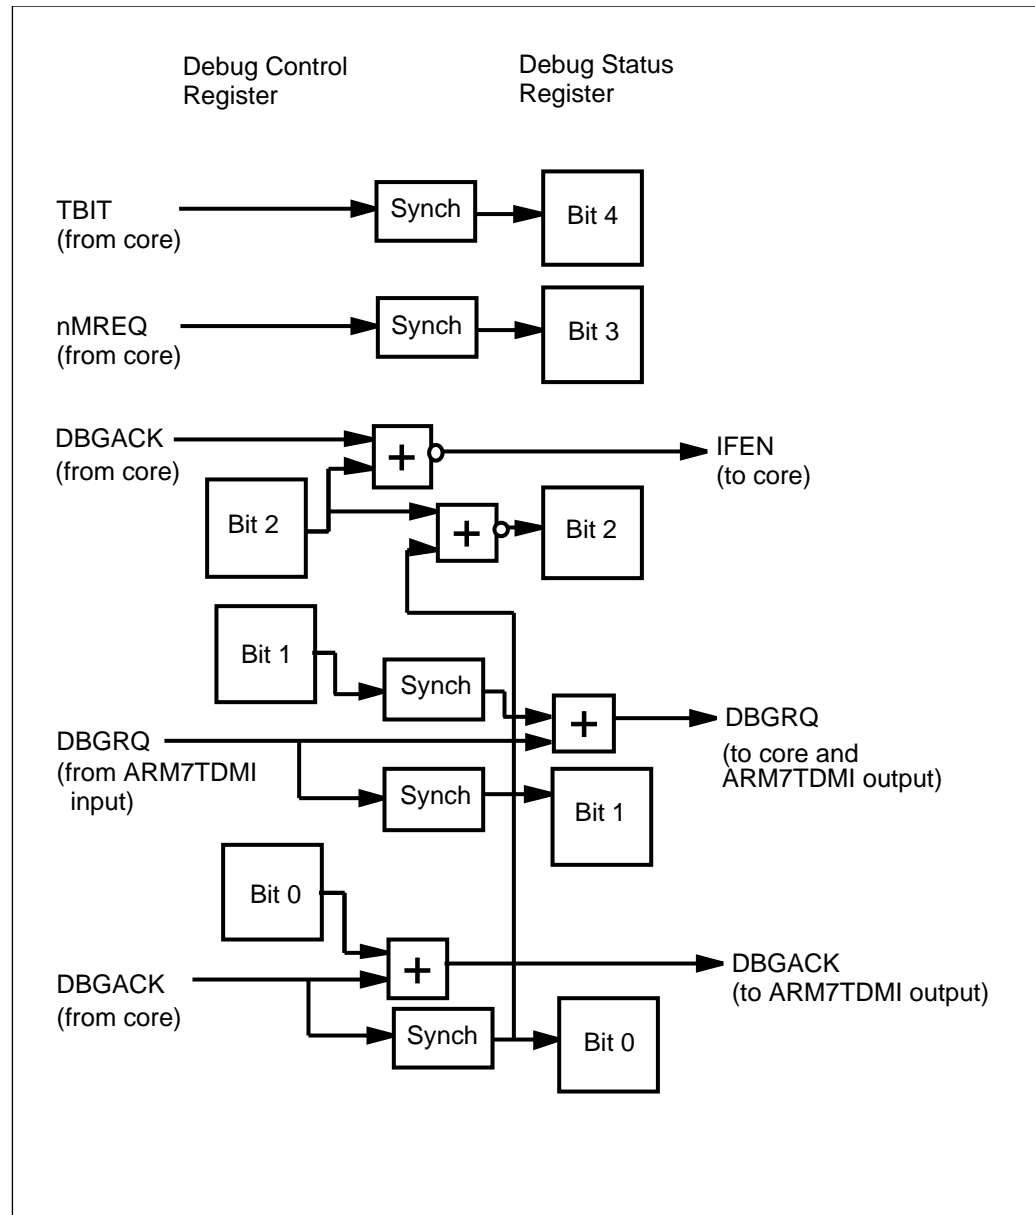 Debug Control
Register
Debug Status
Register
TBIT
(from core)
Synch
Bit 4
nMREQ
(from core)
Synch
Bit 3
DBGACK
(from core)
+
IFEN
(to core)
Bit 2
+
Bit 2
Bit 1
Synch
+
DBGRQ
(to core and
ARM7TDMI output)
DBGRQ
(from ARM7TDMI
input)
Synch
Bit 1
Bit 0
+
DBGACK
(to ARM7TDMI output)
DBGACK
(from core)
Synch
Bit 0